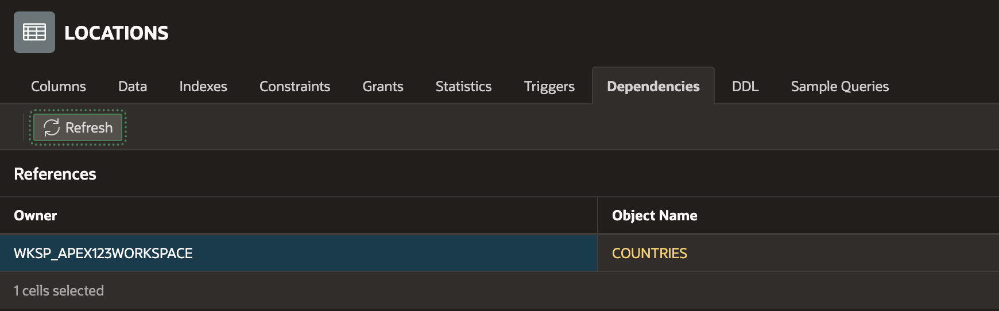 LOCATIONS
Columns Data Indexes Constraints Grants Statistics Triggers Dependencies DDL Sample Queries
Refresh
References
Owner Object Name
WKSP_APEX123WORKSPACE COUNTRIES
1 cells selected